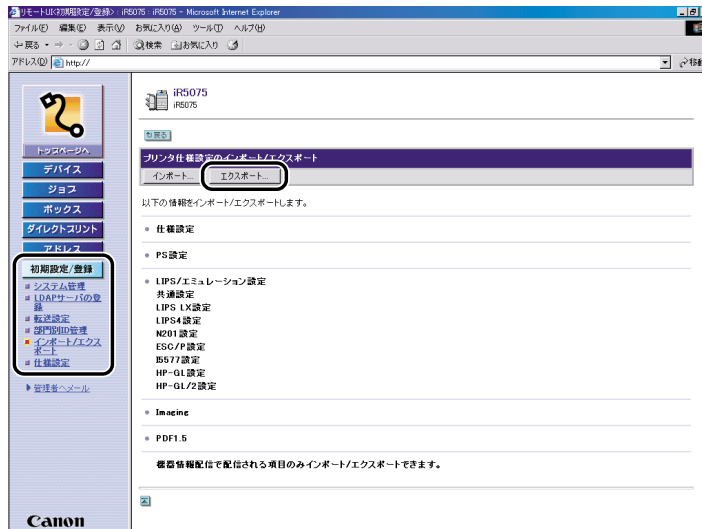 リモートUI<初期設定/登録> : iR5075 : iR5075 - Microsoft Internet Explorer
ファイル(F) 編集(E) 表示(V) お気に入り(A) ツール(T) ヘルプ(H)
戻る 検索 お気に入り
アドレス(D) http:// 移動
iR5075
iR5075
戻る
トップページへ
プリンタ仕様設定のインポート/エクスポート
デバイス
インポート... エクスポート...
ジョブ
ボックス
以下の情報をインポート/エクスポートします。
ダイレクトプリント
仕様設定
アドレス
PS設定
初期設定/登録
システム管理
LDAPサーバの登
録
転送設定
部門別ID管理
インポート/エクス
ポート
仕様設定
LIPS/エミュレーション設定
共通設定
LIPS LX設定
LIPS4設定
N201設定
ESC/P設定
I5577設定
HP-GL設定
HP-GL/2設定
管理者へメール
Imaging
PDF1.5
機器情報配信で配信される項目のみインポート/エクスポートできます。
Canon